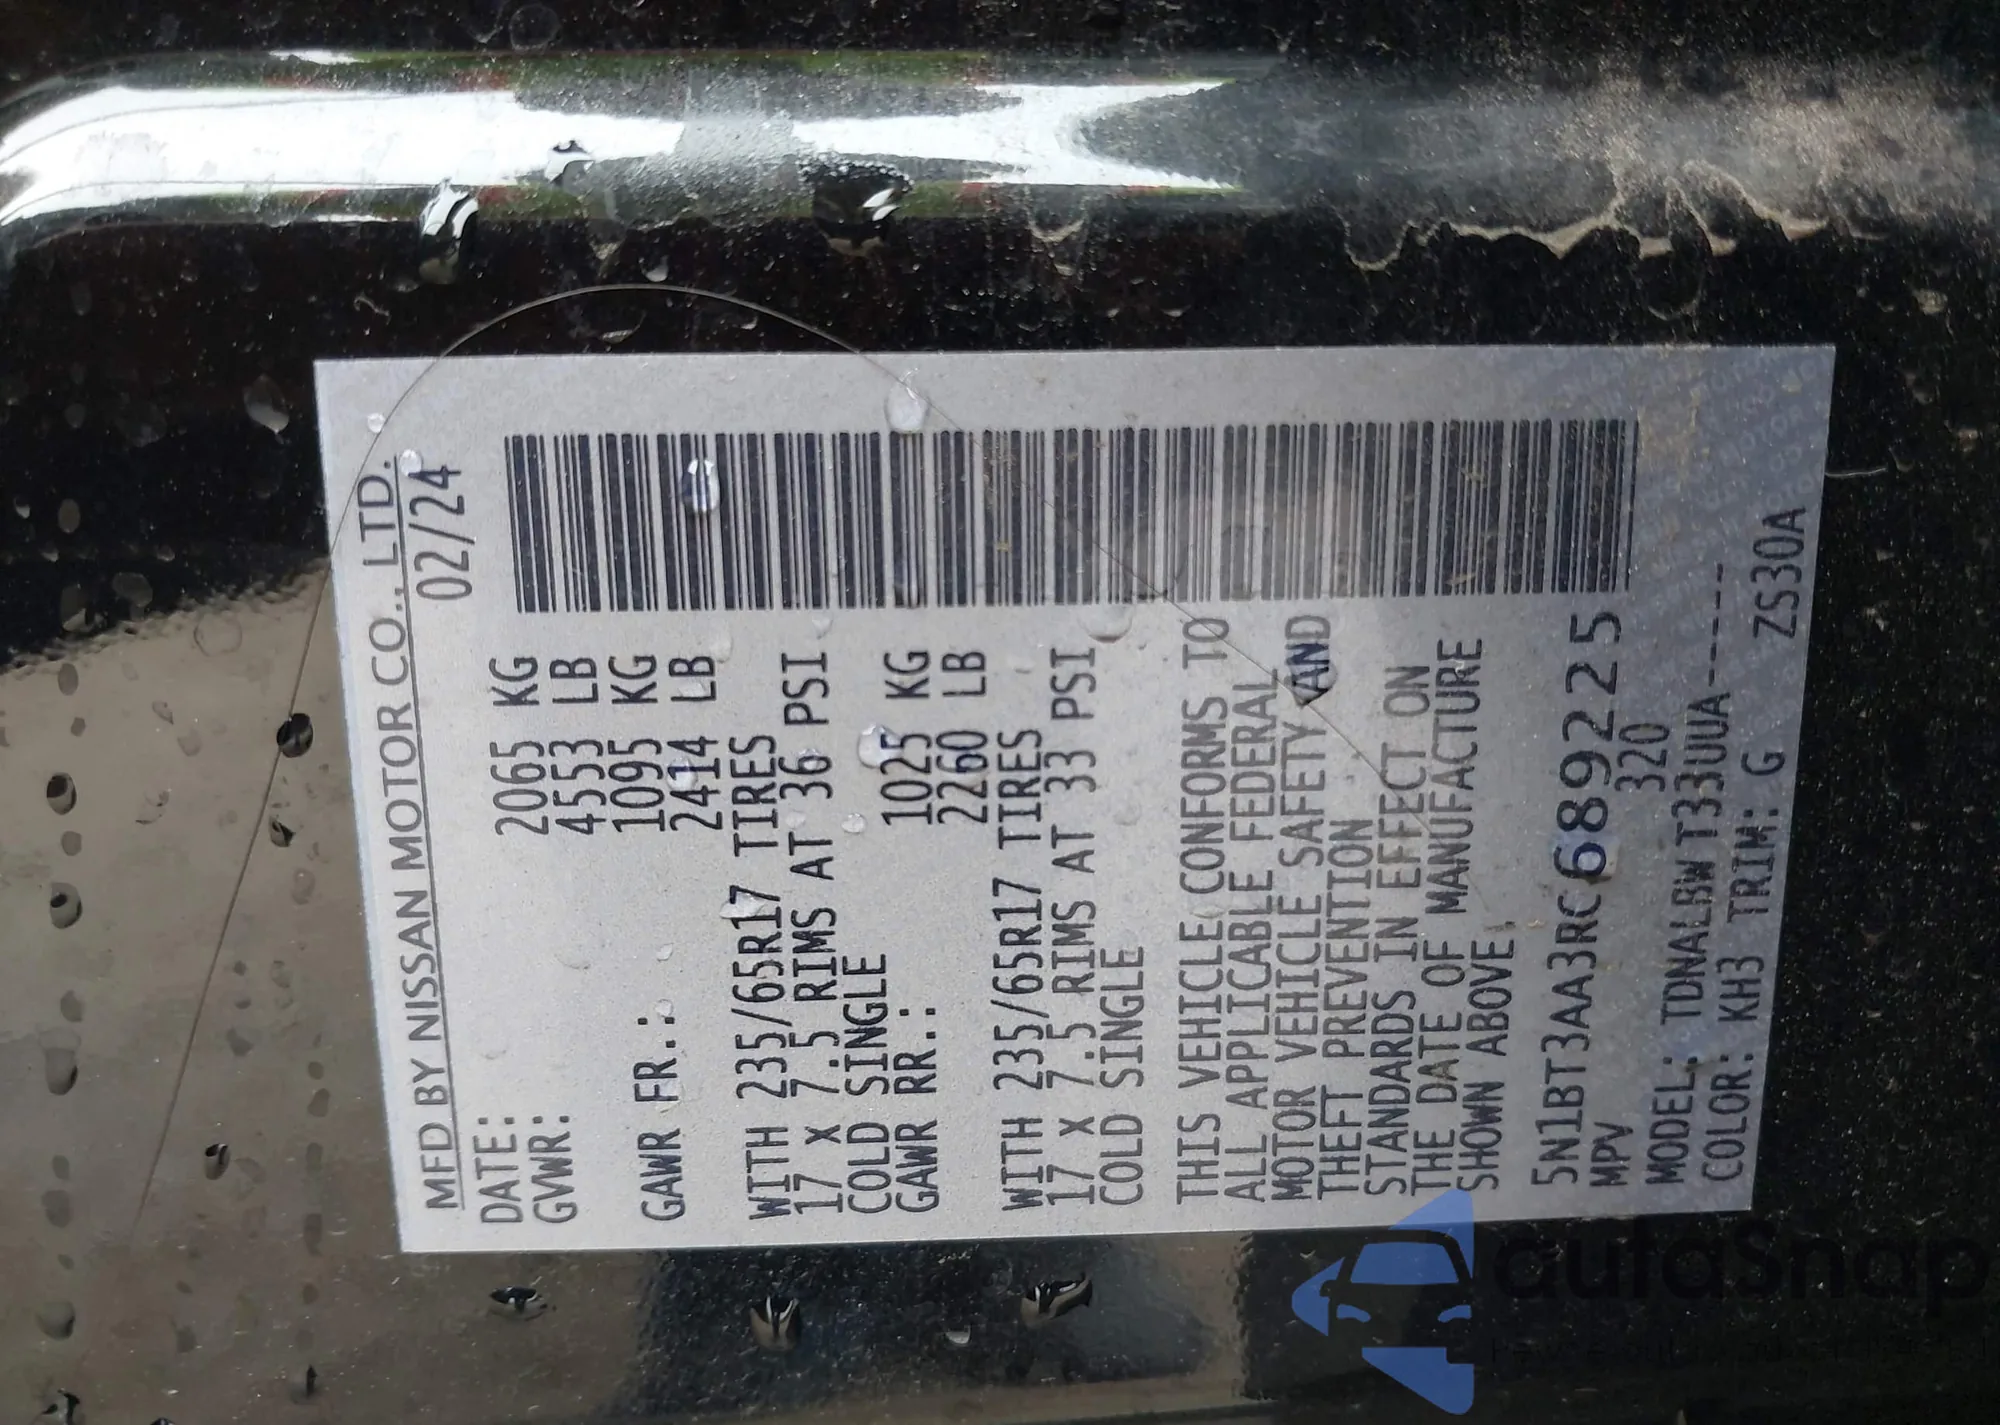 MFD BY NISSAN MOTOR CO., LTD.
DATE: 02/24
GVWR: 2065 KG
4553 LB
GAWR FR.: 1095 KG
2414 LB
WITH 235/65R17 TIRES
17 X 7.5 RIMS AT 36 PSI
COLD SINGLE
GAWR RR.: 1025 KG
2260 LB
WITH 235/65R17 TIRES
17 X 7.5 RIMS AT 33 PSI
COLD SINGLE
THIS VEHICLE CONFORMS TO
ALL APPLICABLE FEDERAL
MOTOR VEHICLE SAFETY AND
THEFT PREVENTION
STANDARDS IN EFFECT ON
THE DATE OF MANUFACTURE
SHOWN ABOVE
5N1BT3AA3RC689225
MPV 320
MODEL: TDNALBW T33UUA-----
COLOR: KH3 TRIM: G ZS30A
autoSnap